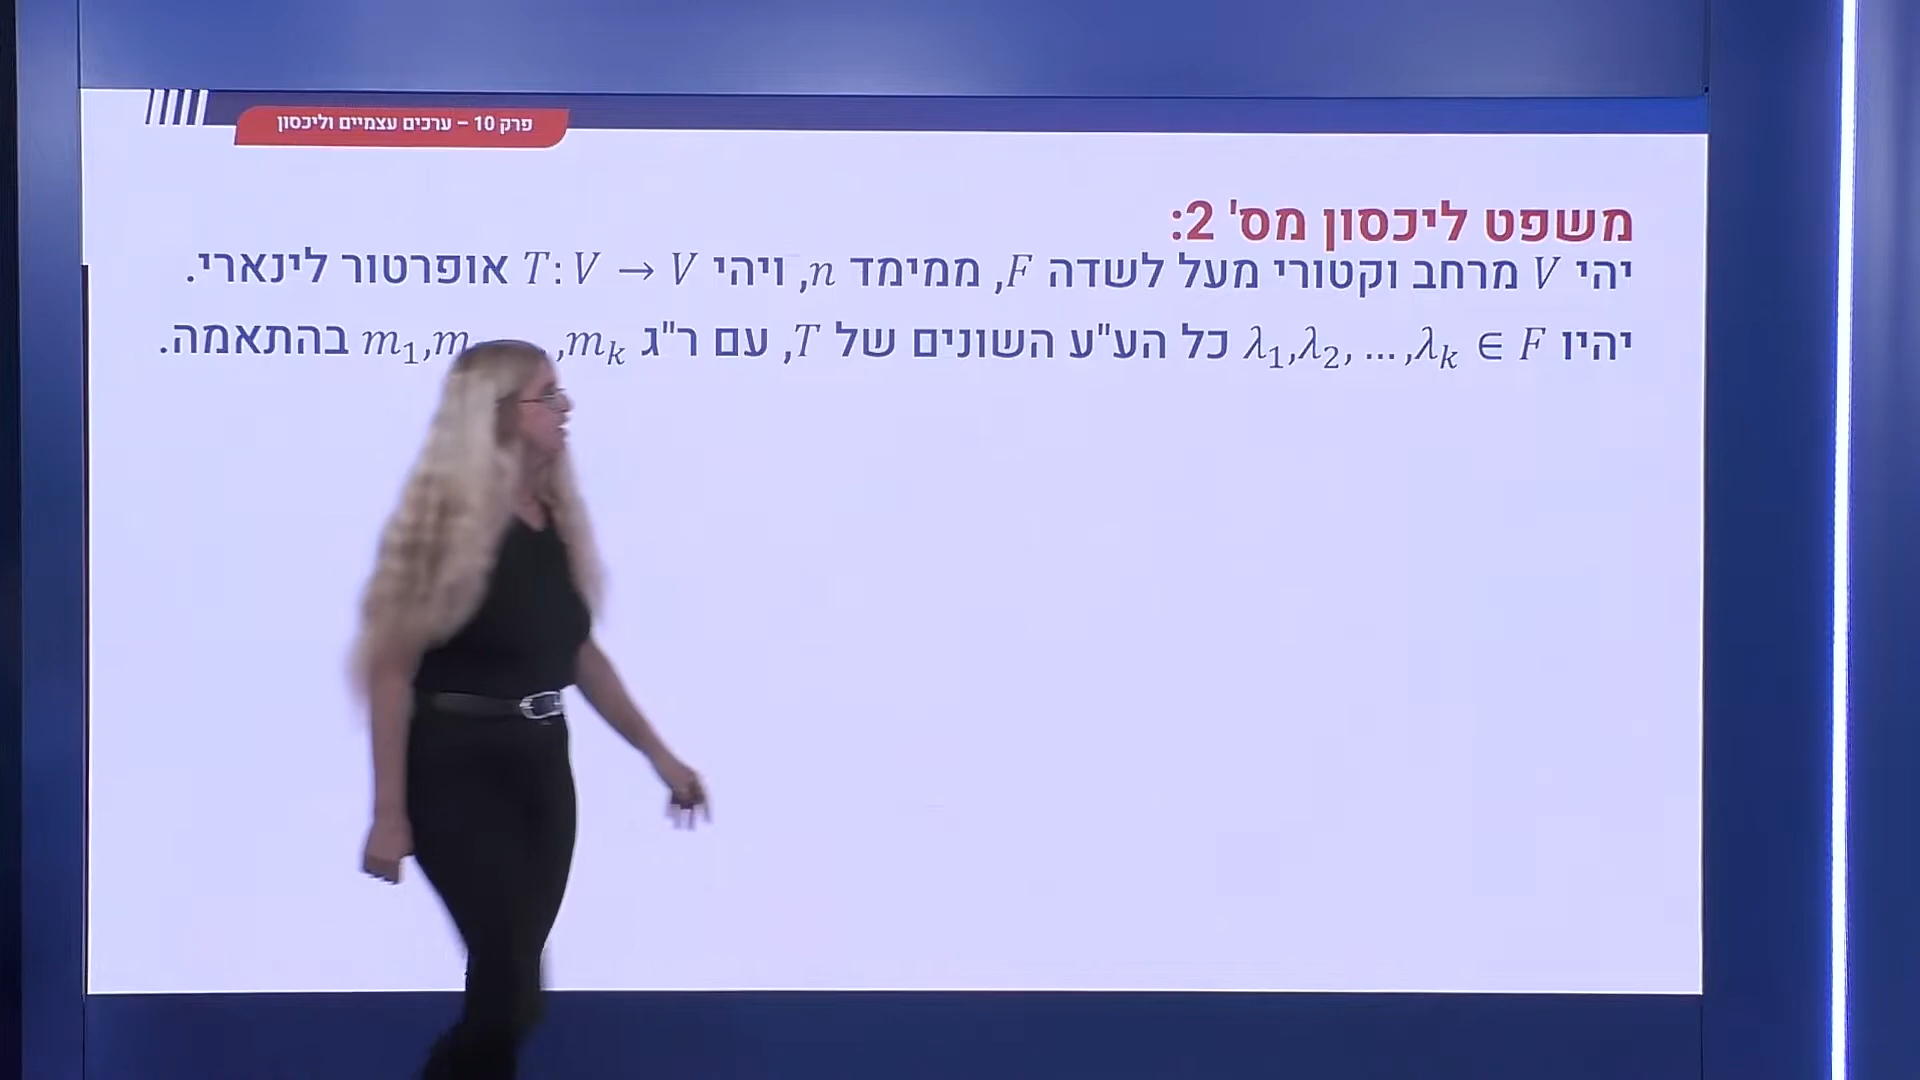 פרק 10 – ערכים עצמיים וליכסון
משפט ליכסון מס' 2:
יהי V מרחב וקטורי מעל לשדה F, ממימד n, ויהי T: V → V אופרטור לינארי.
יהיו λ₁,λ₂, … ,λₖ ∈ F כל הע"ע השונים של T, עם ר"ג m₁,m ,mₖ בהתאמה.